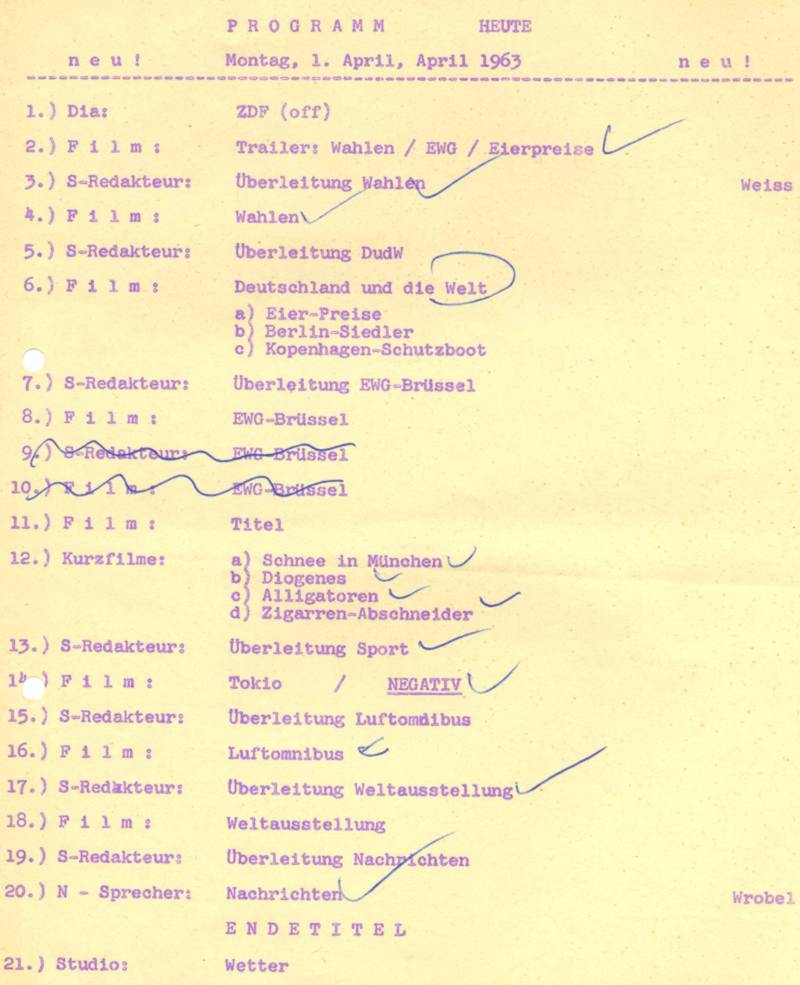 P R O G R A M M HEUTE
n e u ! Montag, 1. April, April 1963 n e u !
1.) Dia: ZDF (off)
2.) F i l m : Trailer: Wahlen / EWG / Eierpreise
3.) S-Redakteur: Überleitung Wahlen Weiss
4.) F i l m : Wahlen
5.) S-Redakteur: Überleitung DudW
6.) F i l m : Deutschland und die Welt
a) Eier-Preise
b) Berlin-Siedler
c) Kopenhagen-Schutzboot
7.) S-Redakteur: Überleitung EWG-Brüssel
8.) F i l m : EWG-Brüssel
9.) S-Redakteur: EWG-Brüssel
10.) F i l m : EWG-Brüssel
11.) F i l m : Titel
12.) Kurzfilme: a) Schnee in München
b) Diogenes
c) Alligatoren
d) Zigarren-Abschneider
13.) S-Redakteur: Überleitung Sport
14) F i l m : Tokio / NEGATIV
15.) S-Redakteur: Überleitung Luftomnibus
16.) F i l m : Luftomnibus
17.) S-Redakteur: Überleitung Weltausstellung
18.) F i l m : Weltausstellung
19.) S-Redakteur: Überleitung Nachrichten
20.) N - Sprecher: Nachrichten Wrobel
E N D E T I T E L
21.) Studio: Wetter